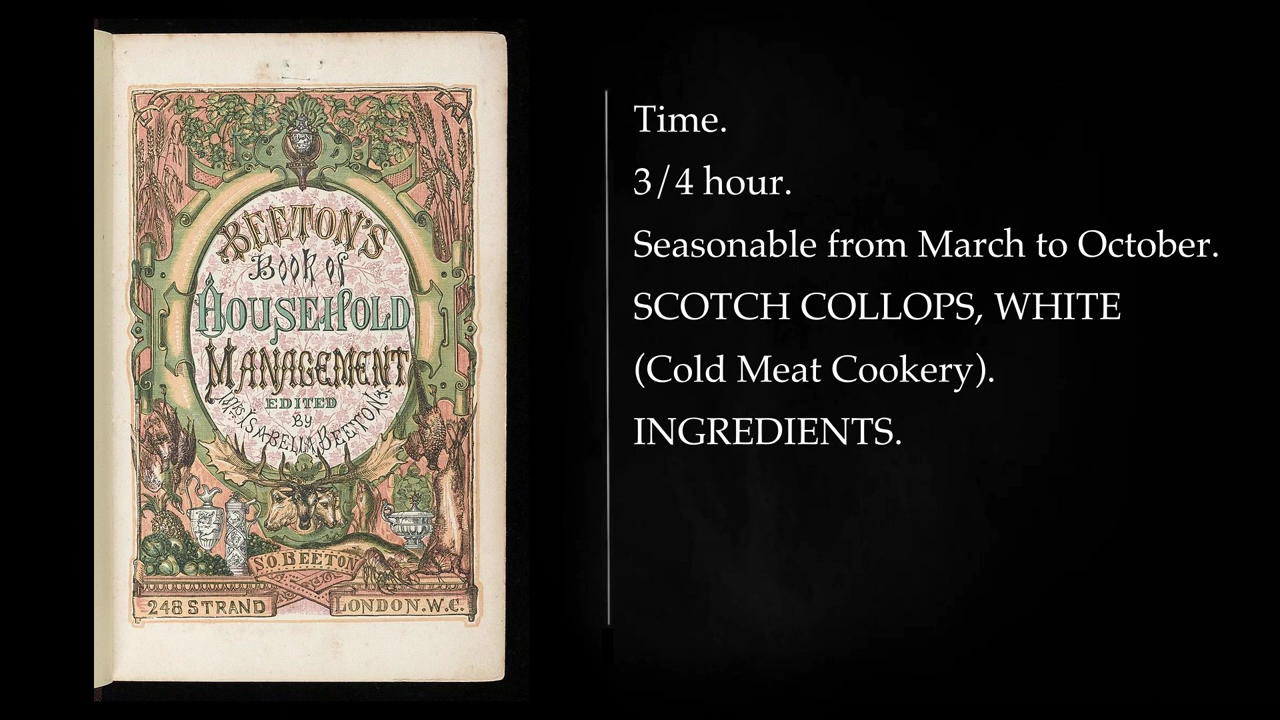 BEETON'S
Book of
HOUSEHOLD
MANAGEMENT
EDITED
BY
MRS ISABELLA BEETON
S.O. BEETON
248 STRAND
LONDON. W.C.
Time.
3/4 hour.
Seasonable from March to October.
SCOTCH COLLOPS, WHITE
(Cold Meat Cookery).
INGREDIENTS.